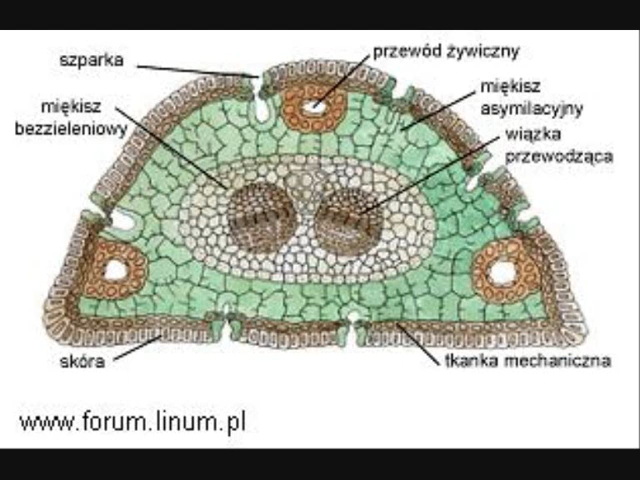 szparka
przewód żywiczny
miękisz
bezzieleniowy
miękisz
asymilacyjny
wiązka
przewodząca
skóra
tkanka mechaniczna
www.forum.linum.pl